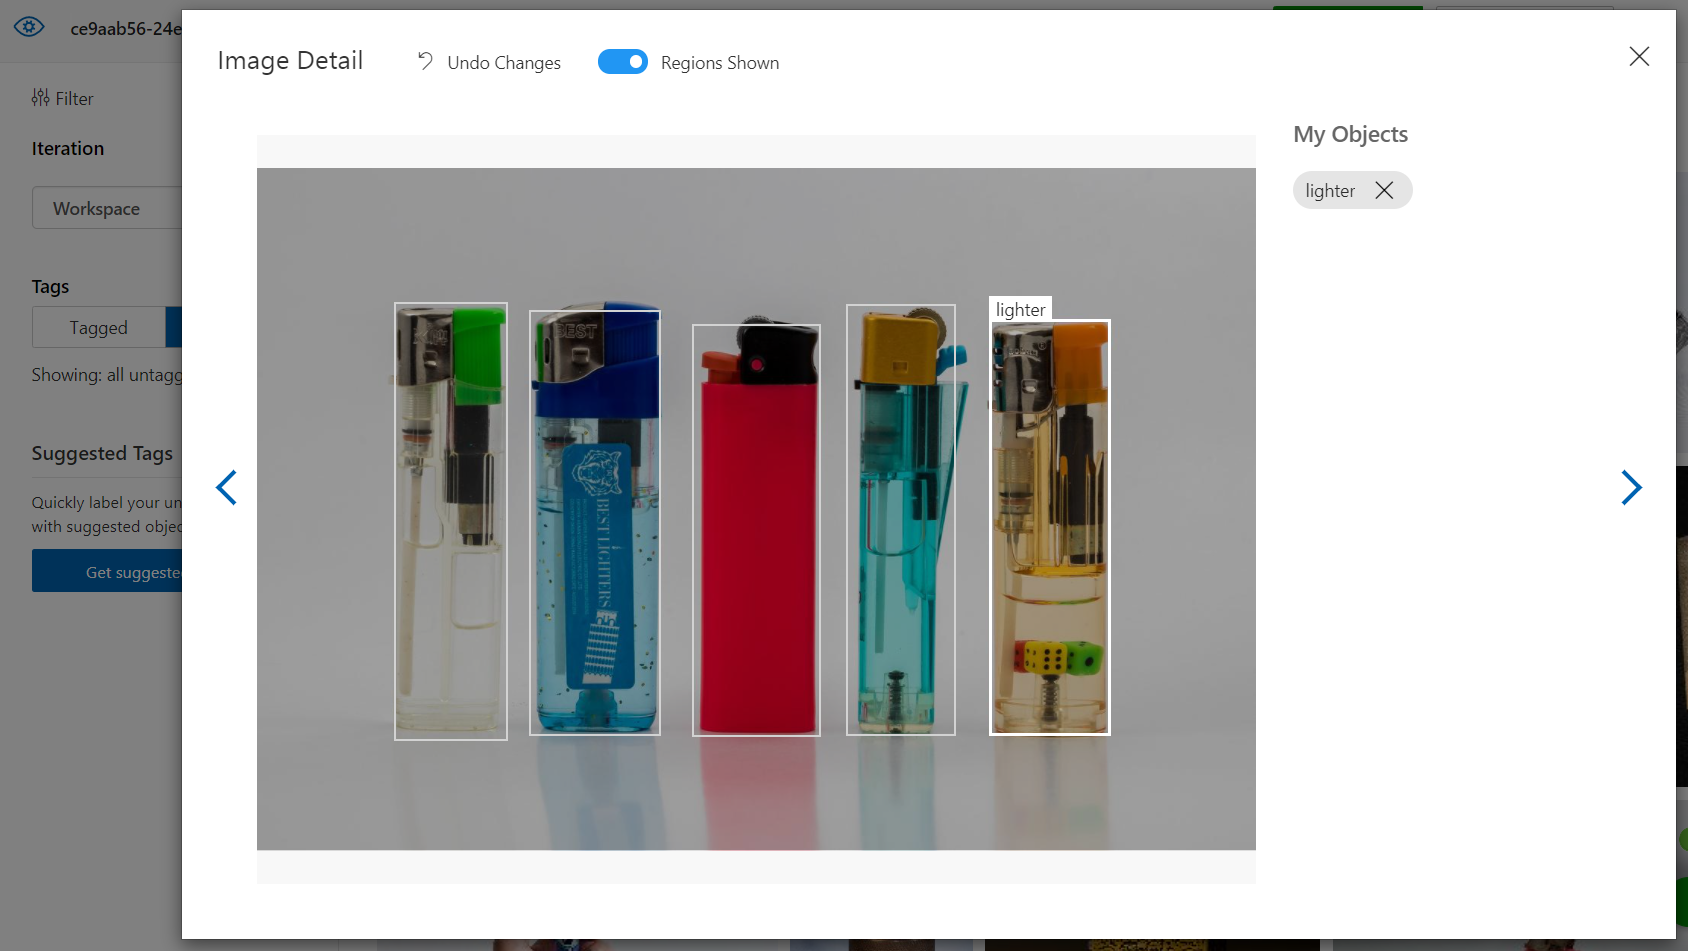 ce9aab56-24e
Filter
Iteration
Workspace
Tags
Tagged
Showing: all untagg
Suggested Tags
Quickly label your un
with suggested objec
Get suggeste
Image Detail
Undo Changes
Regions Shown
My Objects
lighter
lighter
BEST
BEST LIGHTERS